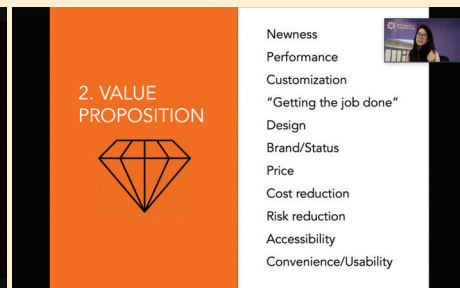 2. VALUE
PROPOSITION
Newness
Performance
Customization
"Getting the job done"
Design
Brand/Status
Price
Cost reduction
Risk reduction
Accessibility
Convenience/Usability